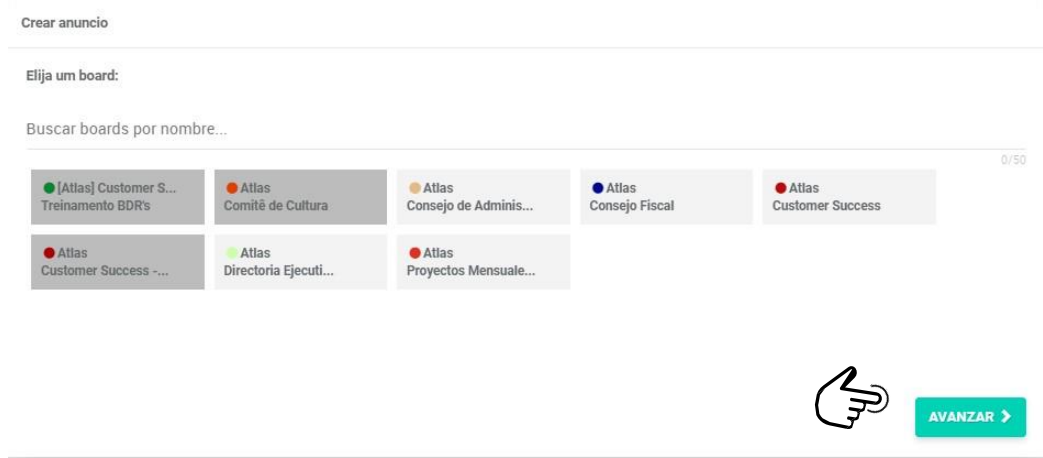 Crear anuncio
Elija um board:
Buscar boards por nombre...
0/50
[Atlas] Customer S...
Treinamento BDR's
Atlas
Comitê de Cultura
Atlas
Consejo de Adminis...
Atlas
Consejo Fiscal
Atlas
Customer Success
Atlas
Customer Success -...
Atlas
Directoria Ejecuti...
Atlas
Proyectos Mensuale...
AVANZAR